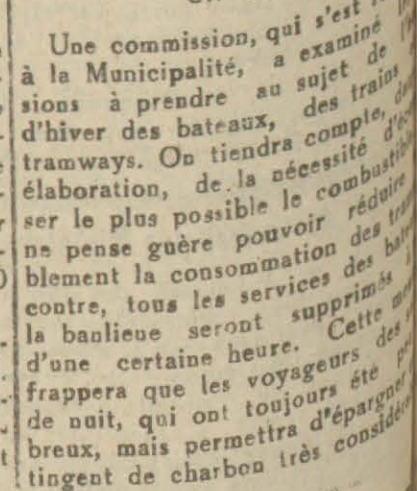 Une commission, qui s'est
à la Municipalité, a examiné
sions à prendre au sujet de
d'hiver des bateaux, des trains
tramways. On tiendra compte,
élaboration, de la nécessité
ser le plus possible le
ne pense guère pouvoir réduire
blement la consommation des
contre, tous les services des
la banlieue seront supprimés
d'une certaine heure. Cette
frappera que les voyageurs des
de nuit, qui ont toujours été
breux, mais permettra d'épargner
tingent de charbon très